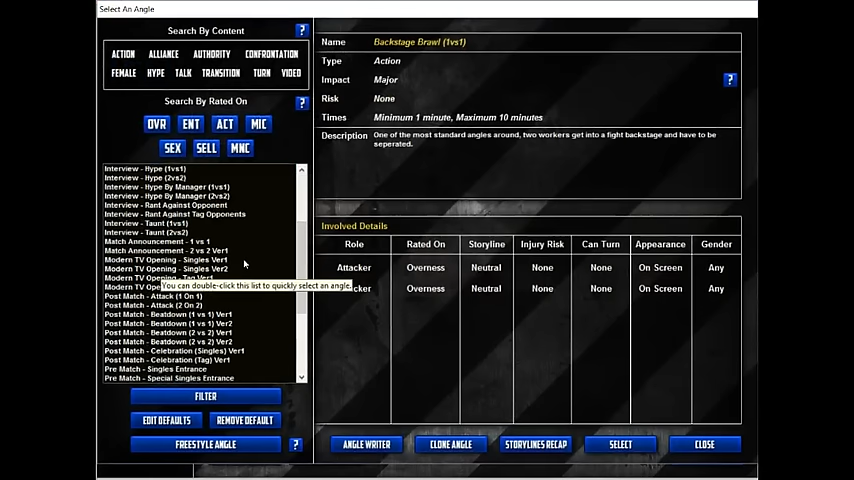 Select An Angle
Search By Content
?
ACTION ALLIANCE AUTHORITY CONFRONTATION
FEMALE HYPE TALK TRANSITION TURN VIDEO
Search By Rated On
?
OVR ENT ACT MIC
SEX SELL MNC
Interview - Hype (1vs1)
Interview - Hype (2vs2)
Interview - Hype By Manager (1vs1)
Interview - Hype By Manager (2vs2)
Interview - Rant Against Opponent
Interview - Rant Against Tag Opponents
Interview - Taunt (1vs1)
Interview - Taunt (2vs2)
Match Announcement - 1 vs 1
Match Announcement - 2 vs 2 Ver1
Modern TV Opening - Singles Ver1
Modern TV Opening - Singles Ver2
Modern TV Opening - Tag Ver1
Modern TV Ope
You can double-click this list to quickly select an angle.
Post Match - Attack (1 On 1)
Post Match - Attack (2 On 2)
Post Match - Beatdown (1 vs 1) Ver1
Post Match - Beatdown (1 vs 1) Ver2
Post Match - Beatdown (2 vs 2) Ver1
Post Match - Beatdown (2 vs 2) Ver2
Post Match - Celebration (Singles) Ver1
Post Match - Celebration (Tag) Ver1
Pre Match - Singles Entrance
Pre Match - Special Singles Entrance
FILTER
EDIT DEFAULTS REMOVE DEFAULT
FREESTYLE ANGLE ?
Name Backstage Brawl (1vs1)
Type Action
Impact Major
?
Risk None
Times Minimum 1 minute, Maximum 10 minutes
Description One of the most standard angles around, two workers get into a fight backstage and have to be
seperated.
Involved Details
Role Rated On Storyline Injury Risk Can Turn Appearance Gender
Attacker Overness Neutral None None On Screen Any
cker Overness Neutral None None On Screen Any
ANGLE WRITER CLONE ANGLE STORYLINES RECAP SELECT CLOSE